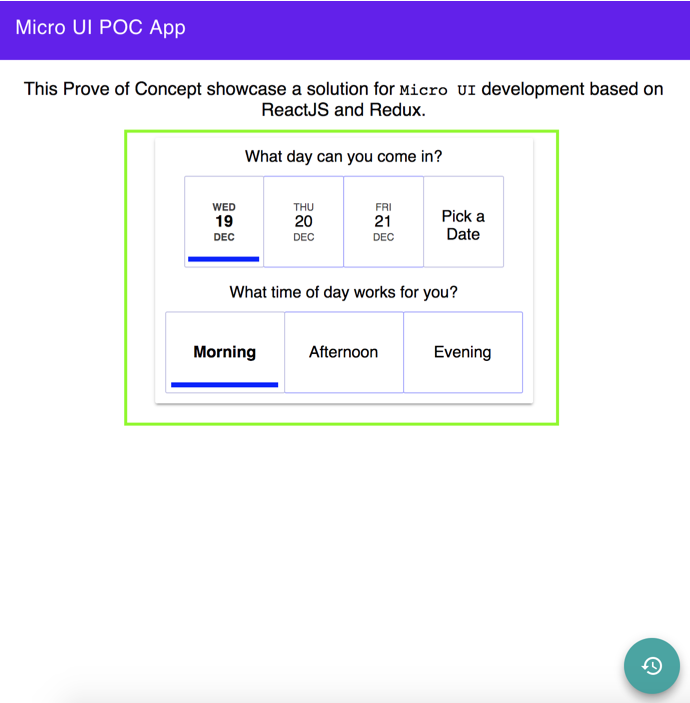 Micro UI POC App
This Prove of Concept showcase a solution for Micro UI development based on
ReactJS and Redux.
What day can you come in?
WED
19
DEC
THU
20
DEC
FRI
21
DEC
Pick a
Date
What time of day works for you?
Morning Afternoon Evening